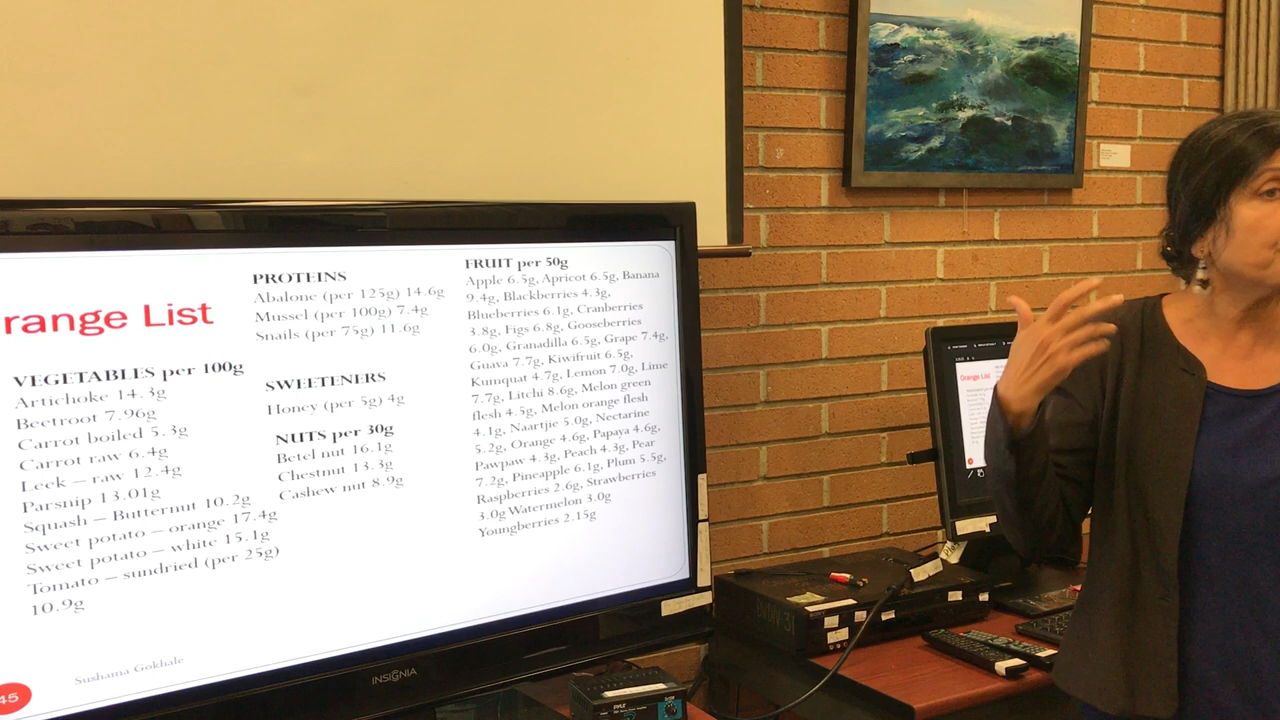 range List
VEGETABLES per 100g
Artichoke 14.3g
Beetroot 7.96g
Carrot boiled 5.3g
Carrot raw 6.4g
Leek – raw 12.4g
Parsnip 13.01g
Squash – Butternut 10.2g
Sweet potato – orange 17.4g
Sweet potato – white 15.1g
Tomato – sundried (per 25g)
10.9g
PROTEINS
Abalone (per 125g) 14.6g
Mussel (per 100g) 7.4g
Snails (per 75g) 11.6g
SWEETENERS
Honey (per 5g) 4g
NUTS per 30g
Betel nut 16.1g
Chestnut 13.3g
Cashew nut 8.9g
FRUIT per 50g
Apple 6.5g, Apricot 6.5g, Banana
9.4g, Blackberries 4.3g,
Blueberries 6.1g, Cranberries
3.8g, Figs 6.8g, Gooseberries
6.0g, Granadilla 6.5g, Grape 7.4g,
Guava 7.7g, Kiwifruit 6.5g,
Kumquat 4.7g, Lemon 7.0g, Lime
7.7g, Litchi 8.6g, Melon green
flesh 4.5g, Melon orange flesh
4.1g, Naartjie 5.0g, Nectarine
5.2g, Orange 4.6g, Papaya 4.6g,
Pawpaw 4.3g, Peach 4.3g, Pear
7.2g, Pineapple 6.1g, Plum 5.5g,
Raspberries 2.6g, Strawberries
3.0g Watermelon 3.0g
Youngberries 2.15g
Sushama Gokhale
45
INSIGNIA
PYLE
Orange List